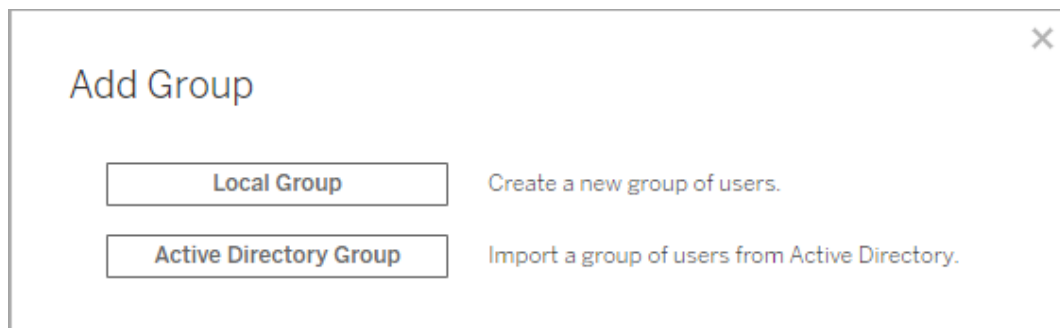 Add Group
Local Group Create a new group of users.
Active Directory Group Import a group of users from Active Directory.